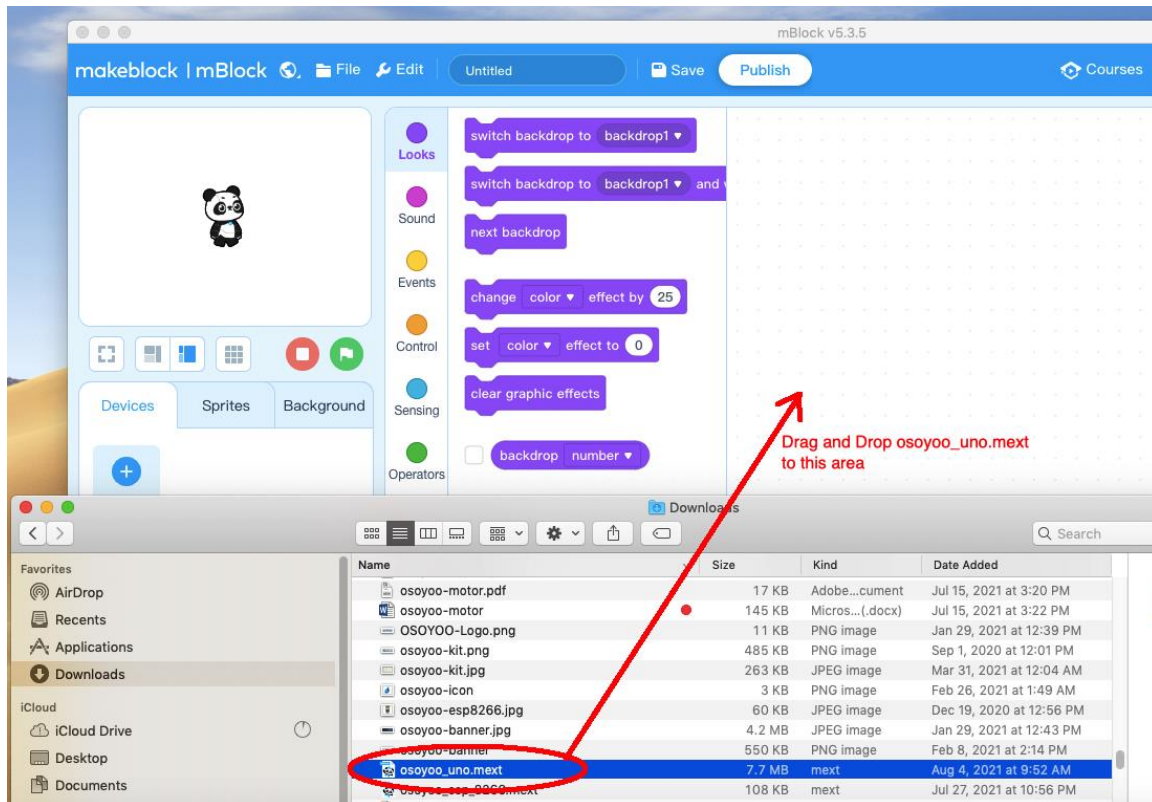 mBlock v5.3.5
makeblock | mBlock File Edit Untitled Save Publish Courses
switch backdrop to backdrop1
Looks
switch backdrop to backdrop1 and
Sound
next backdrop
Events
change color effect by 25
Control
set color effect to 0
Devices Sprites Background
Sensing
clear graphic effects
Drag and Drop osoyoo_uno.mext
to this area
backdrop number
Operators
Downloads
Search
Favorites
Name Size Kind Date Added
AirDrop
osoyoo-motor.pdf 17 KB Adobe...cument Jul 15, 2021 at 3:20 PM
Recents
osoyoo-motor 145 KB Micros...(.docx) Jul 15, 2021 at 3:22 PM
OSOYOO-Logo.png 11 KB PNG image Jan 29, 2021 at 12:39 PM
Applications
osoyoo-kit.png 485 KB PNG image Sep 1, 2020 at 12:01 PM
Downloads
osoyoo-kit.jpg 263 KB JPEG image Mar 31, 2021 at 12:04 AM
osoyoo-icon 3 KB PNG image Feb 26, 2021 at 1:49 AM
iCloud
osoyoo-esp8266.jpg 60 KB JPEG image Dec 19, 2020 at 12:56 PM
iCloud Drive
osoyoo-banner.jpg 4.2 MB JPEG image Jan 29, 2021 at 12:43 PM
Desktop
osoyoo-banner 550 KB PNG image Feb 8, 2021 at 2:14 PM
osoyoo_uno.mext 7.7 MB mext Aug 4, 2021 at 9:52 AM
Documents
osoyoo_esp_8266.mext 108 KB mext Jul 27, 2021 at 10:56 PM